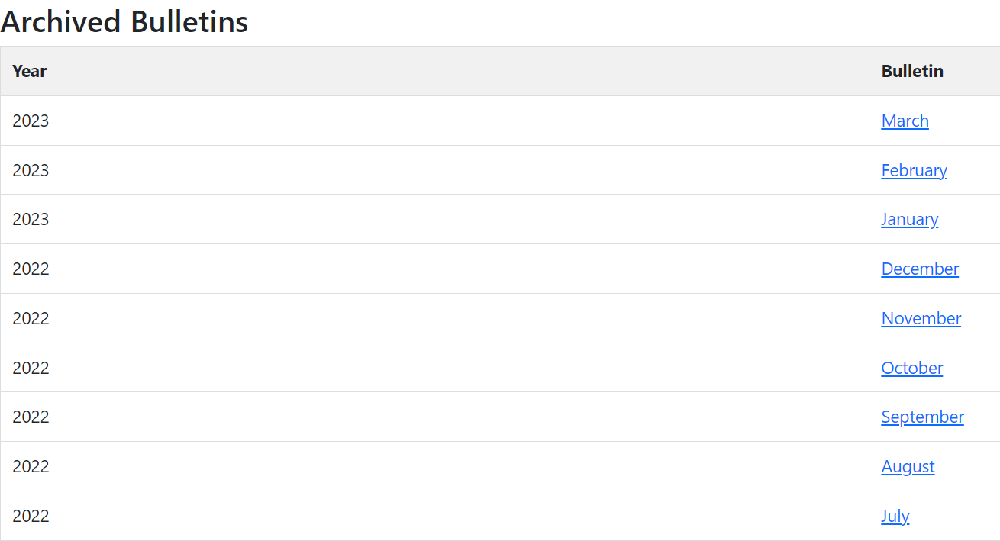 Archived Bulletins
Year Bulletin
2023 March
2023 February
2023 January
2022 December
2022 November
2022 October
2022 September
2022 August
2022 July